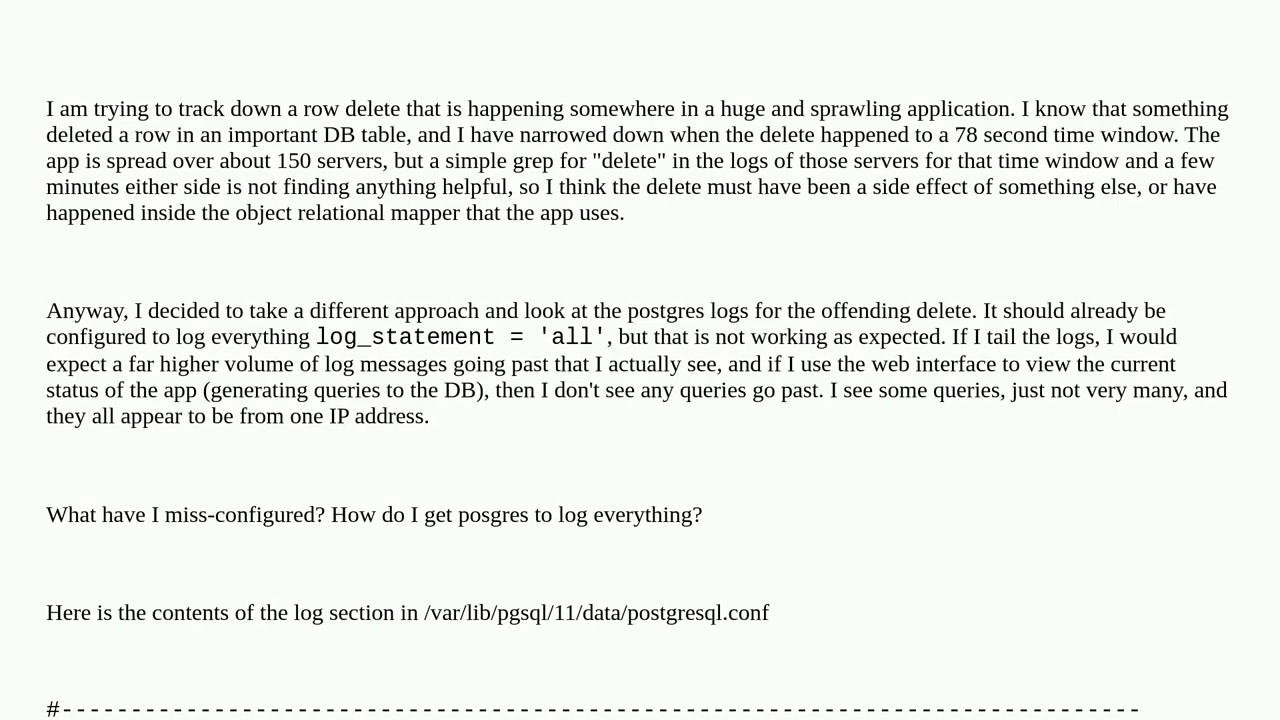 I am trying to track down a row delete that is happening somewhere in a huge and sprawling application. I know that something
deleted a row in an important DB table, and I have narrowed down when the delete happened to a 78 second time window. The
app is spread over about 150 servers, but a simple grep for "delete" in the logs of those servers for that time window and a few
minutes either side is not finding anything helpful, so I think the delete must have been a side effect of something else, or have
happened inside the object relational mapper that the app uses.
Anyway, I decided to take a different approach and look at the postgres logs for the offending delete. It should already be
configured to log everything log_statement = 'all', but that is not working as expected. If I tail the logs, I would
expect a far higher volume of log messages going past that I actually see, and if I use the web interface to view the current
status of the app (generating queries to the DB), then I don't see any queries go past. I see some queries, just not very many, and
they all appear to be from one IP address.
What have I miss-configured? How do I get posgres to log everything?
Here is the contents of the log section in /var/lib/pgsql/11/data/postgresql.conf
#------------------------------------------------------------------------------